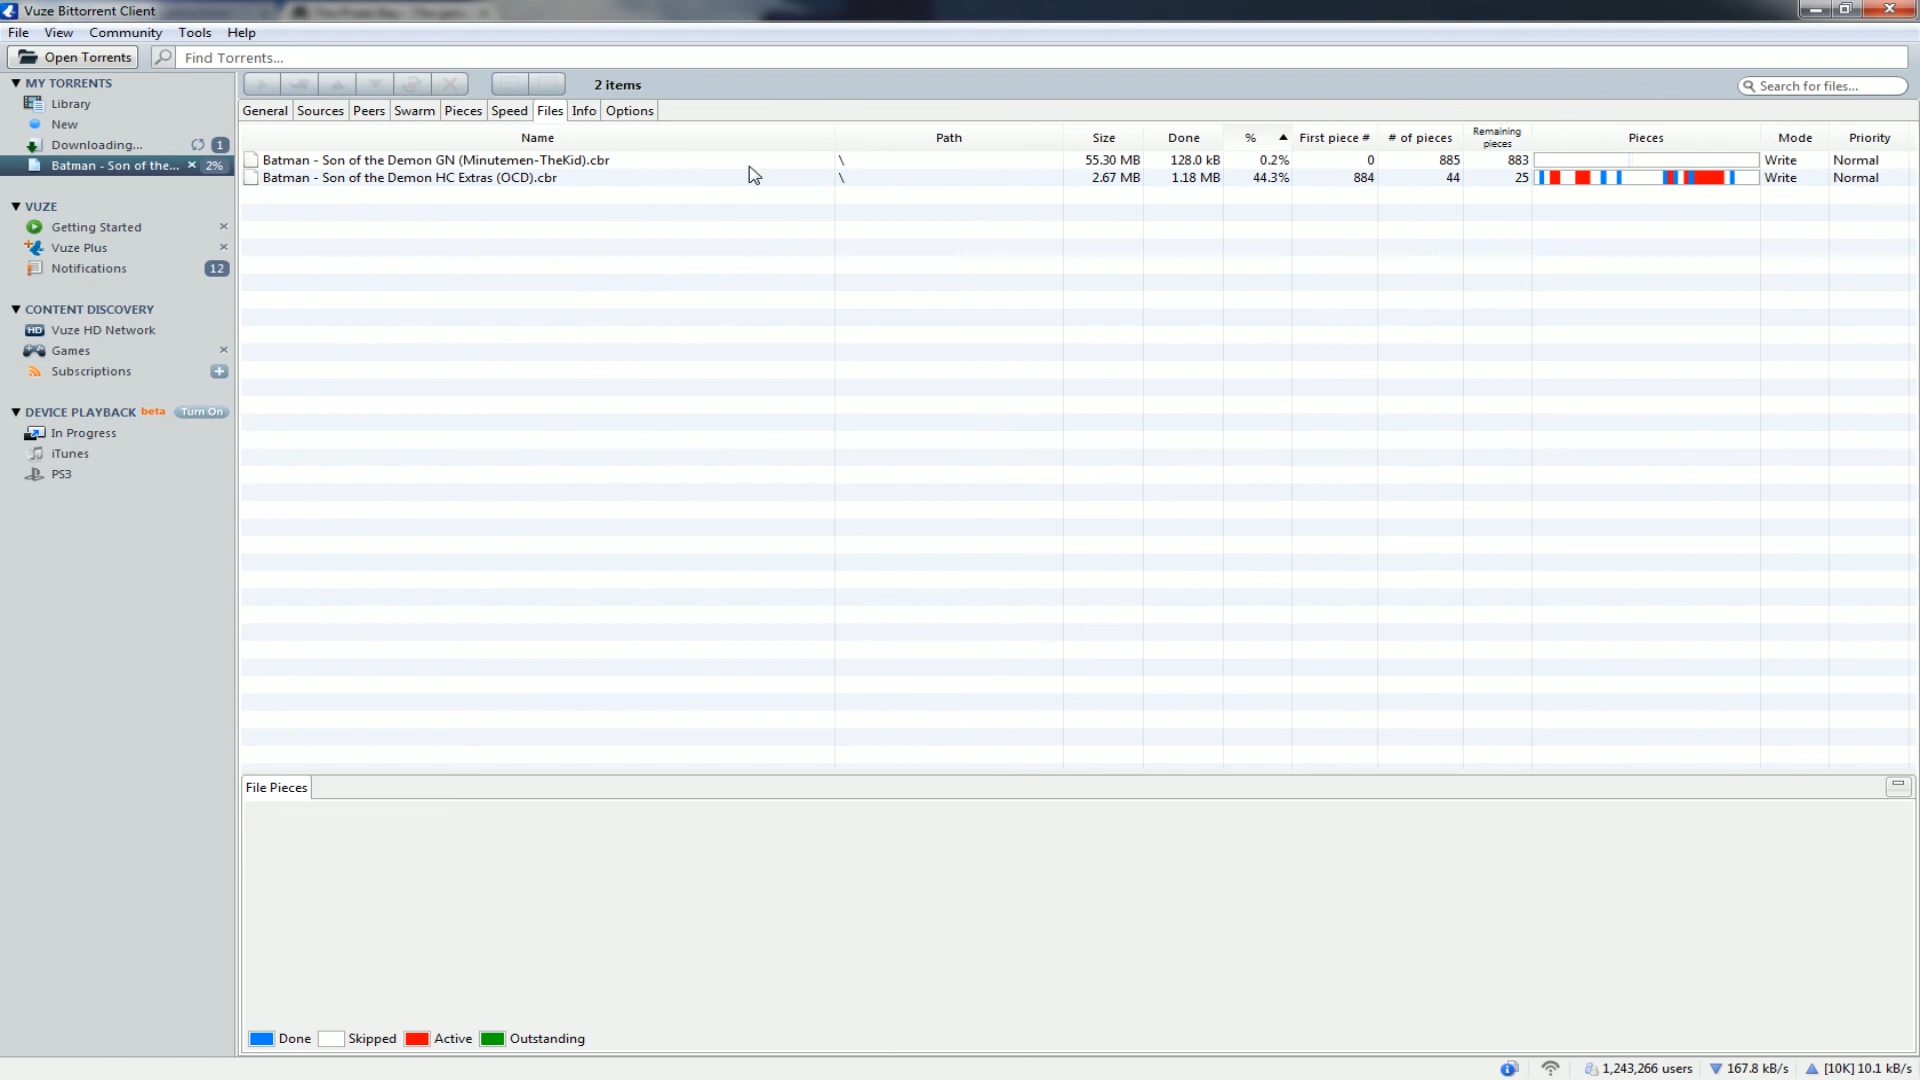 Vuze Bittorrent Client
File View Community Tools Help
Open Torrents Find Torrents...
MY TORRENTS
Library
New
Downloading... 1
Batman - Son of the... 2%
VUZE
Getting Started
Vuze Plus
Notifications 12
CONTENT DISCOVERY
HD Vuze HD Network
Games
Subscriptions
DEVICE PLAYBACK beta Turn On
In Progress
iTunes
PS3
2 items Search for files...
General Sources Peers Swarm Pieces Speed Files Info Options
Name Path Size Done % First piece # # of pieces Remaining pieces Pieces Mode Priority
Batman - Son of the Demon GN (Minutemen-TheKid).cbr \ 55.30 MB 128.0 kB 0.2% 0 885 883 Write Normal
Batman - Son of the Demon HC Extras (OCD).cbr \ 2.67 MB 1.18 MB 44.3% 884 44 25 Write Normal
File Pieces
Done Skipped Active Outstanding
1,243,266 users 167.8 kB/s [10K] 10.1 kB/s